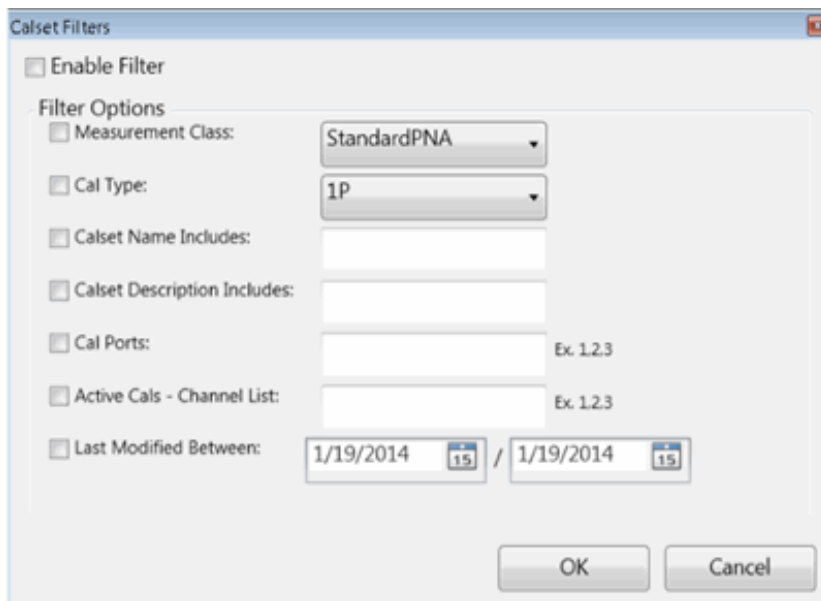 Calset Filters
Enable Filter
Filter Options
Measurement Class:
StandardPNA
Cal Type:
1P
Calset Name Includes:
Calset Description Includes:
Cal Ports:
Ex. 1,2,3
Active Cals - Channel List:
Ex. 1,2,3
Last Modified Between:
1/19/2014 15 / 1/19/2014 15
OK Cancel